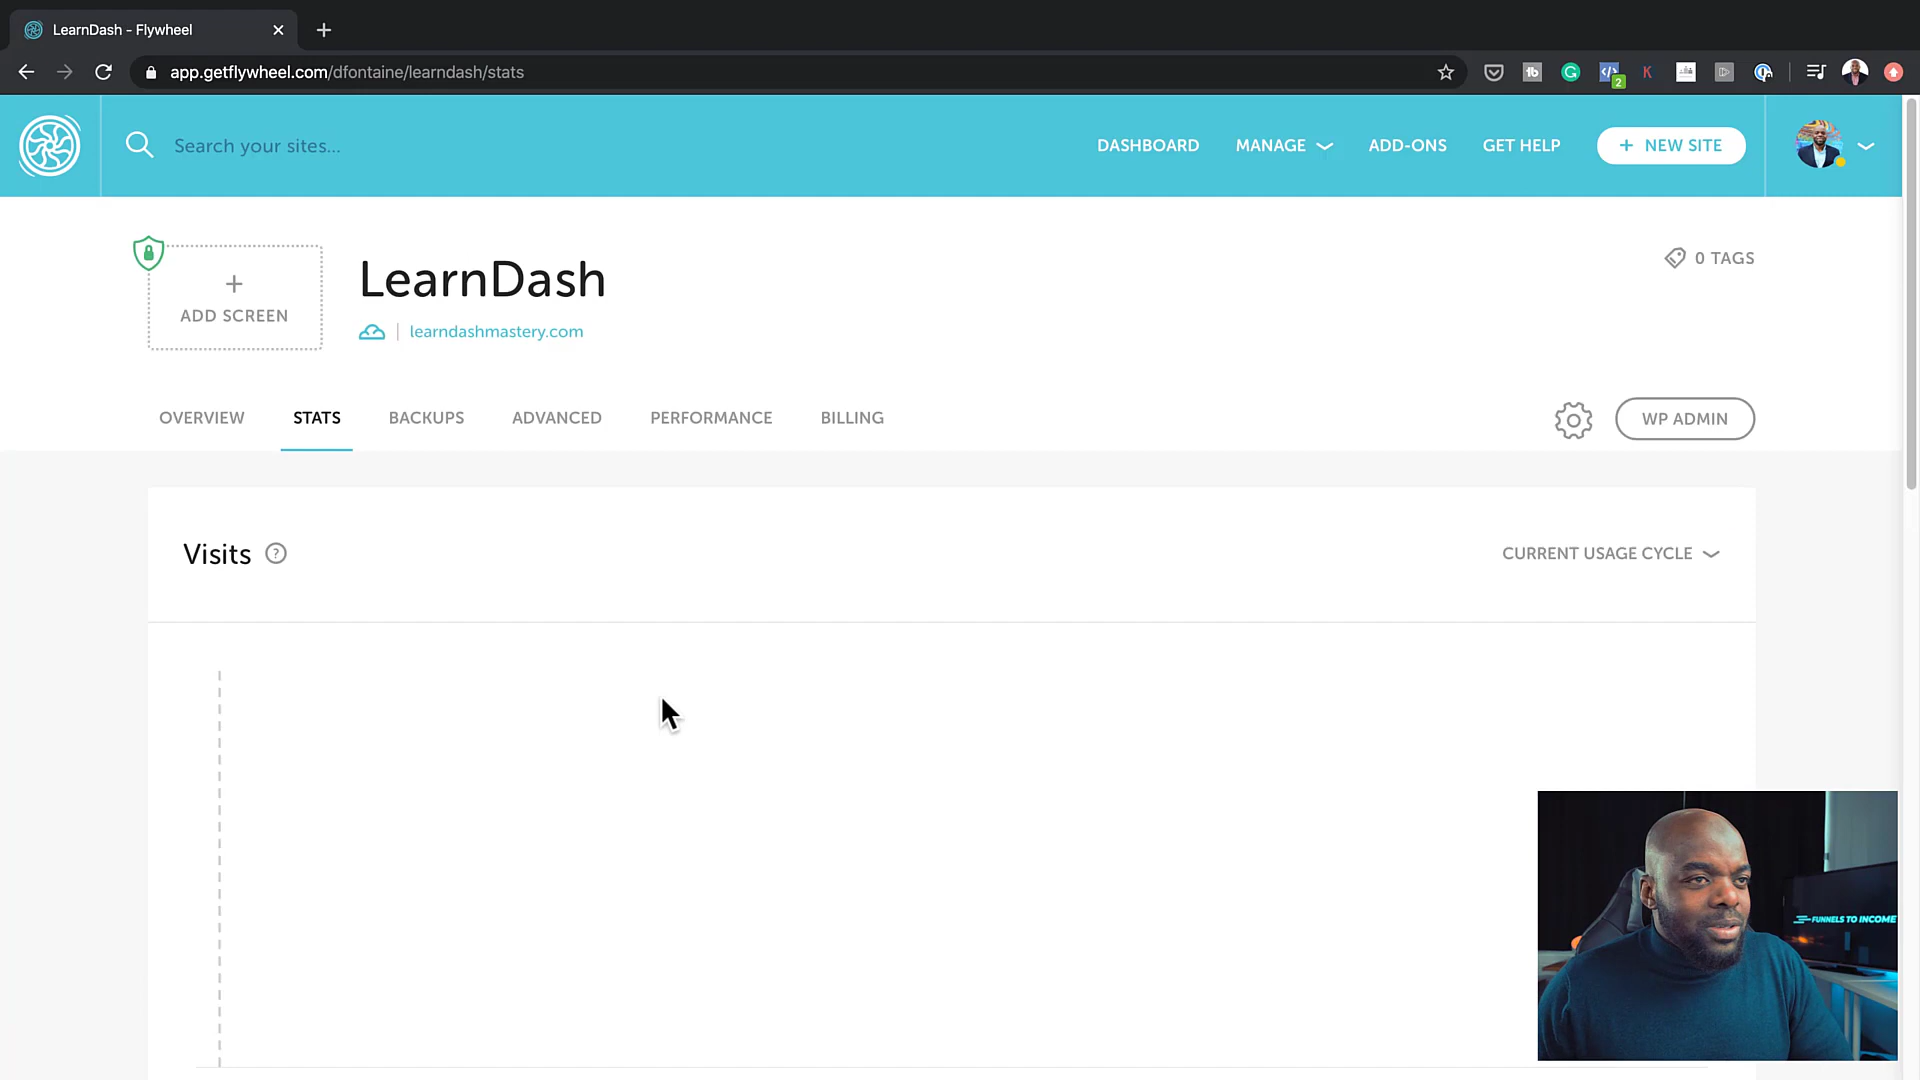 LearnDash - Flywheel
app.getflywheel.com/dfontaine/learndash/stats
tb
G
</>
2
K
Search your sites...
DASHBOARD
MANAGE
ADD-ONS
GET HELP
+ NEW SITE
+
ADD SCREEN
LearnDash
learndashmastery.com
0 TAGS
OVERVIEW
STATS
BACKUPS
ADVANCED
PERFORMANCE
BILLING
WP ADMIN
Visits ?
CURRENT USAGE CYCLE
FUNNELS TO INCOME